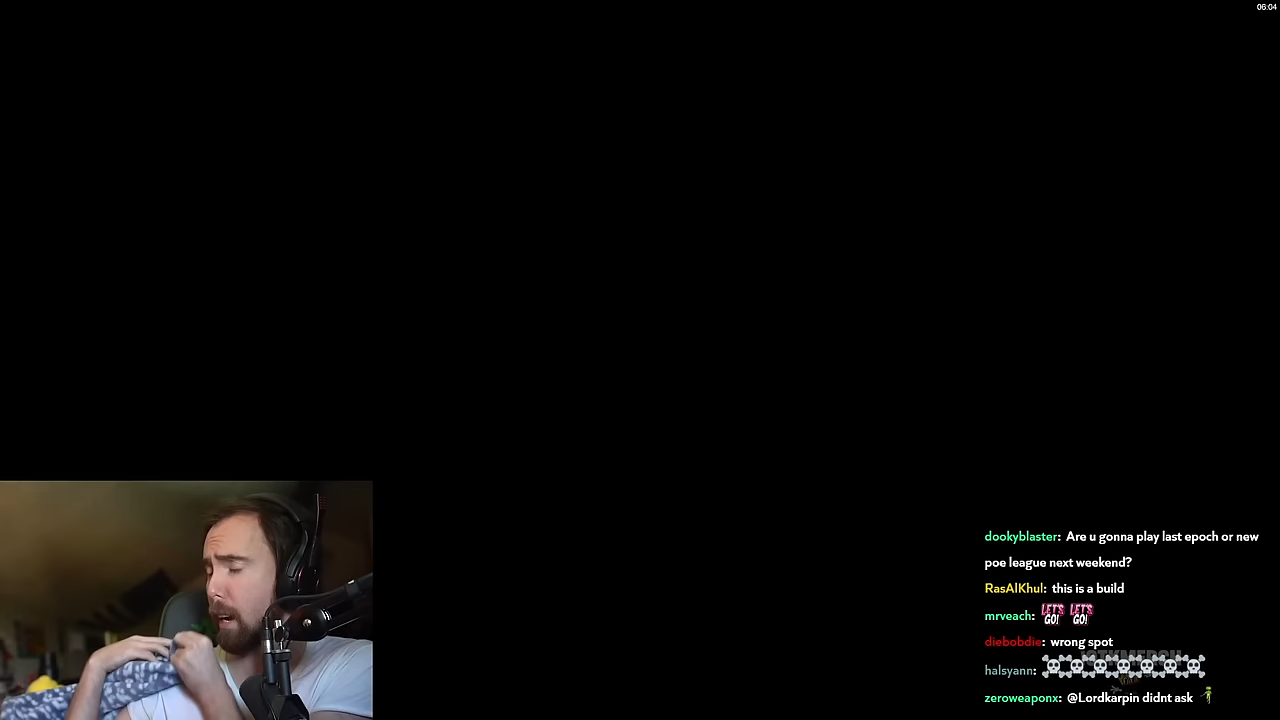 06:04
dookyblaster: Are u gonna play last epoch or new
poe league next weekend?
RasAlKhul: this is a build
mrveach: LET'S GO! LET'S GO!
diebobdie: wrong spot
halsyann:
zeroweaponx: @Lordkarpin didnt ask